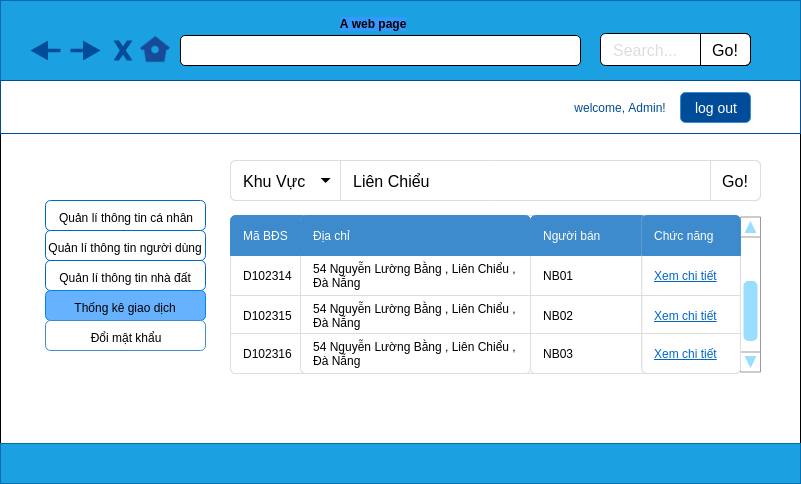 A web page
Search...
Go!
welcome, Admin!
log out
Khu Vực
Liên Chiểu
Go!
Quản lí thông tin cá nhân
Quản lí thông tin người dùng
Quản lí thông tin nhà đất
Thống kê giao dịch
Đổi mật khẩu
Mã BĐS
Địa chỉ
Người bán
Chức năng
D102314
54 Nguyễn Lường Bằng , Liên Chiểu ,
Đà Nẵng
NB01
Xem chi tiết
D102315
54 Nguyễn Lường Bằng , Liên Chiểu ,
Đà Nẵng
NB02
Xem chi tiết
D102316
54 Nguyễn Lường Bằng , Liên Chiểu ,
Đà Nẵng
NB03
Xem chi tiết